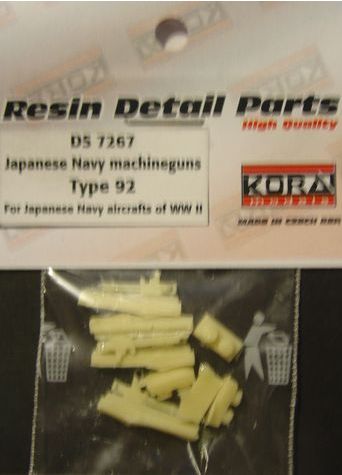 Resin Detail Parts
High Quality
DS 7267
Japanese Navy machineguns
Type 92
For Japanese Navy aircrafts of WW II
KORA
MADE IN CZECH